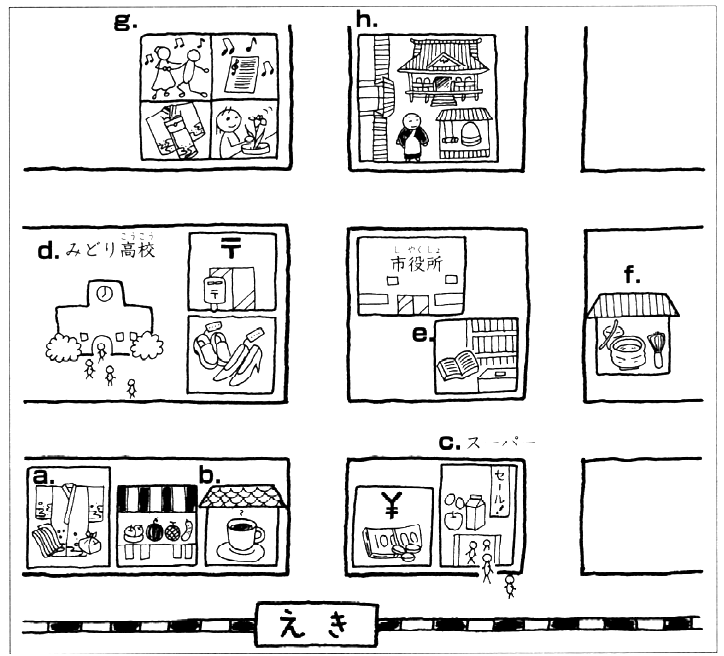 g.
h.
d. みどり高校
こうこう
〒
〒
しやくしょ
市役所
f.
e.
c. スーパー
a.
b.
¥
100
セール!
えき